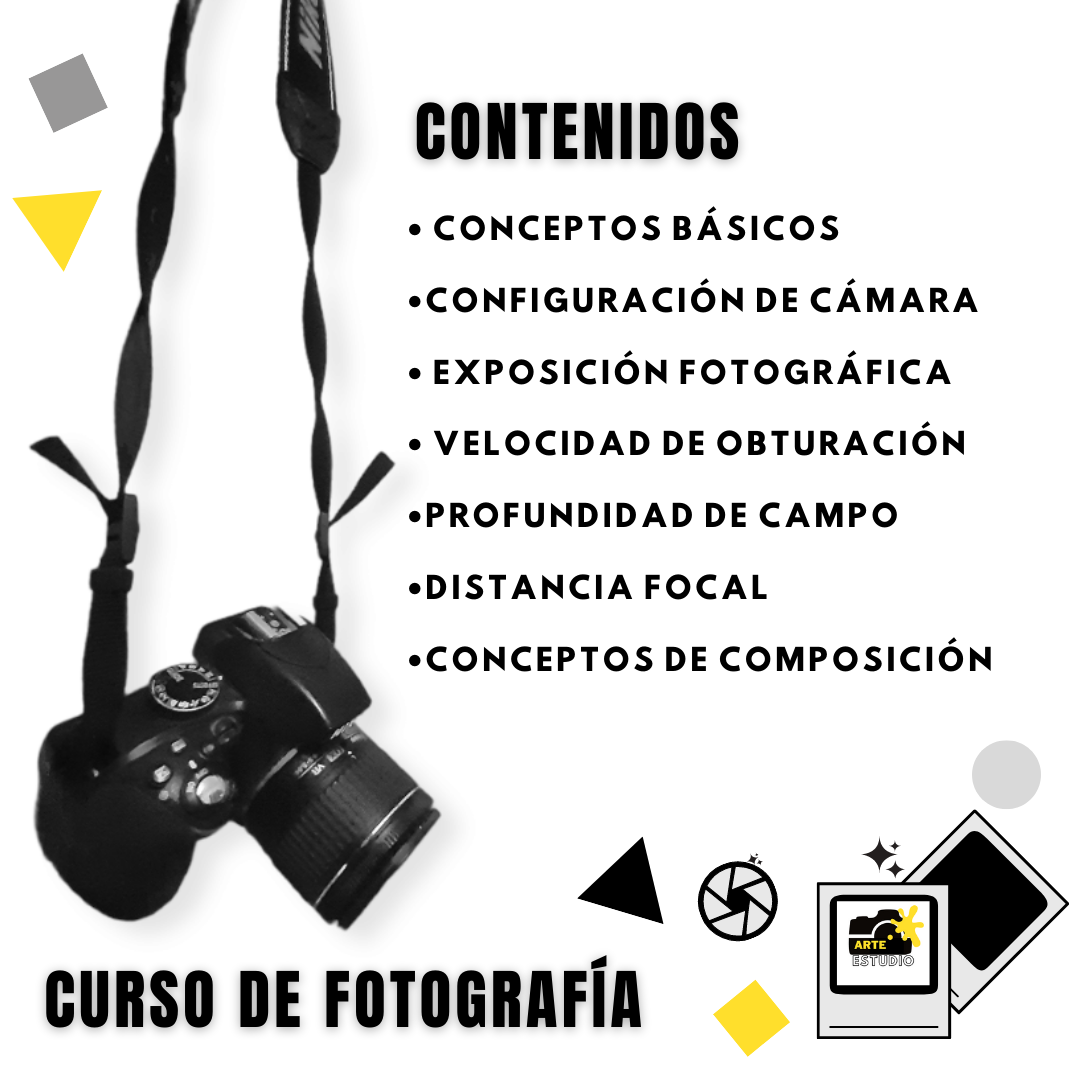 CONTENIDOS
• CONCEPTOS BÁSICOS
•CONFIGURACIÓN DE CÁMARA
• EXPOSICIÓN FOTOGRÁFICA
• VELOCIDAD DE OBTURACIÓN
•PROFUNDIDAD DE CAMPO
•DISTANCIA FOCAL
•CONCEPTOS DE COMPOSICIÓN
VR
ARTE
ESTUDIO
CURSO DE FOTOGRAFÍA